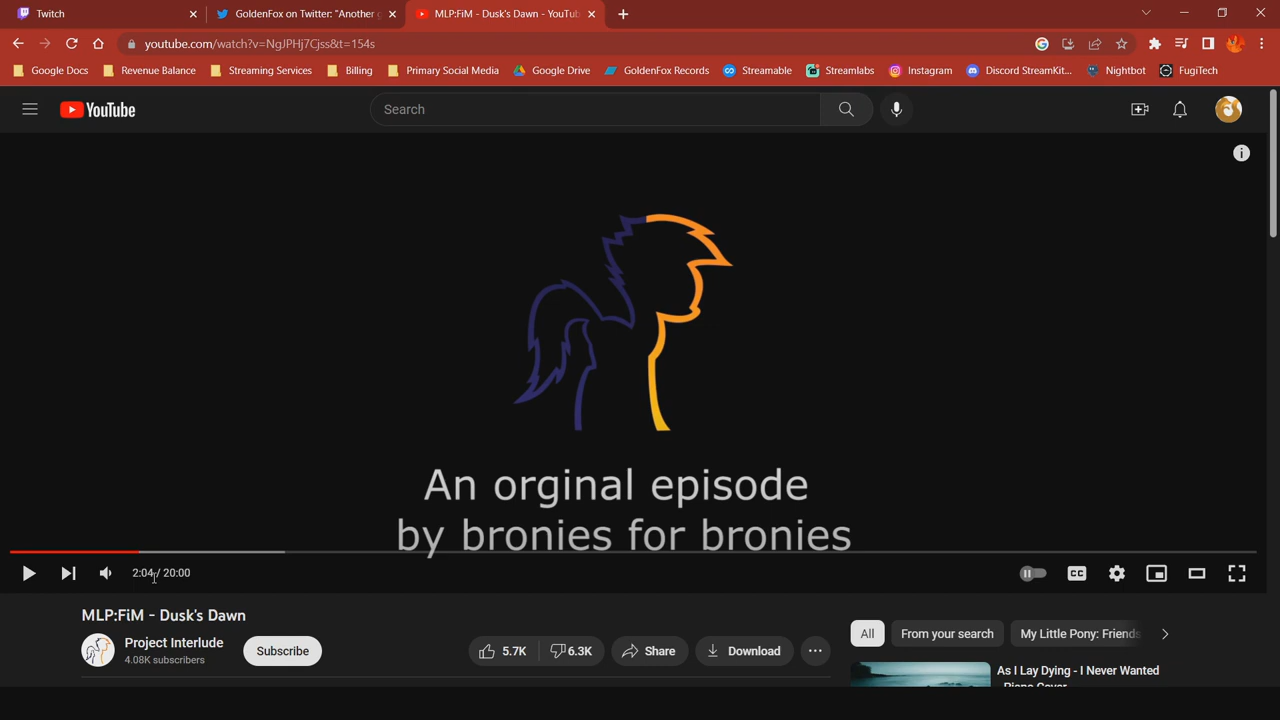 Twitch
GoldenFox on Twitter: "Another g
MLP:FiM - Dusk's Dawn - YouTub
youtube.com/watch?v=NgJPHj7Cjss&t=154s
Google Docs Revenue Balance Streaming Services Billing Primary Social Media Google Drive GoldenFox Records Streamable Streamlabs Instagram Discord StreamKit... Nightbot FugiTech
YouTube
Search
An orginal episode
by bronies for bronies
2:04 / 20:00
CC
MLP:FiM - Dusk's Dawn
Project Interlude
4.08K subscribers
Subscribe
5.7K
6.3K
Share
Download
All
From your search
My Little Pony: Friends
As I Lay Dying - I Never Wanted
Piano Cover